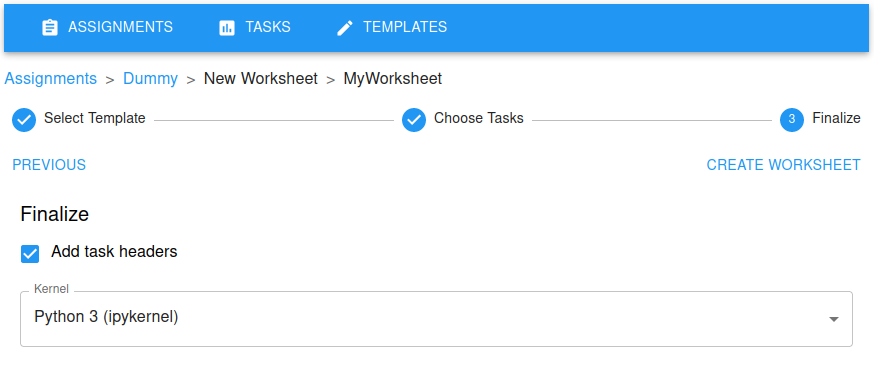 ASSIGNMENTS TASKS TEMPLATES
Assignments > Dummy > New Worksheet > MyWorksheet
Select Template Choose Tasks 3 Finalize
PREVIOUS CREATE WORKSHEET
Finalize
Add task headers
Kernel
Python 3 (ipykernel)